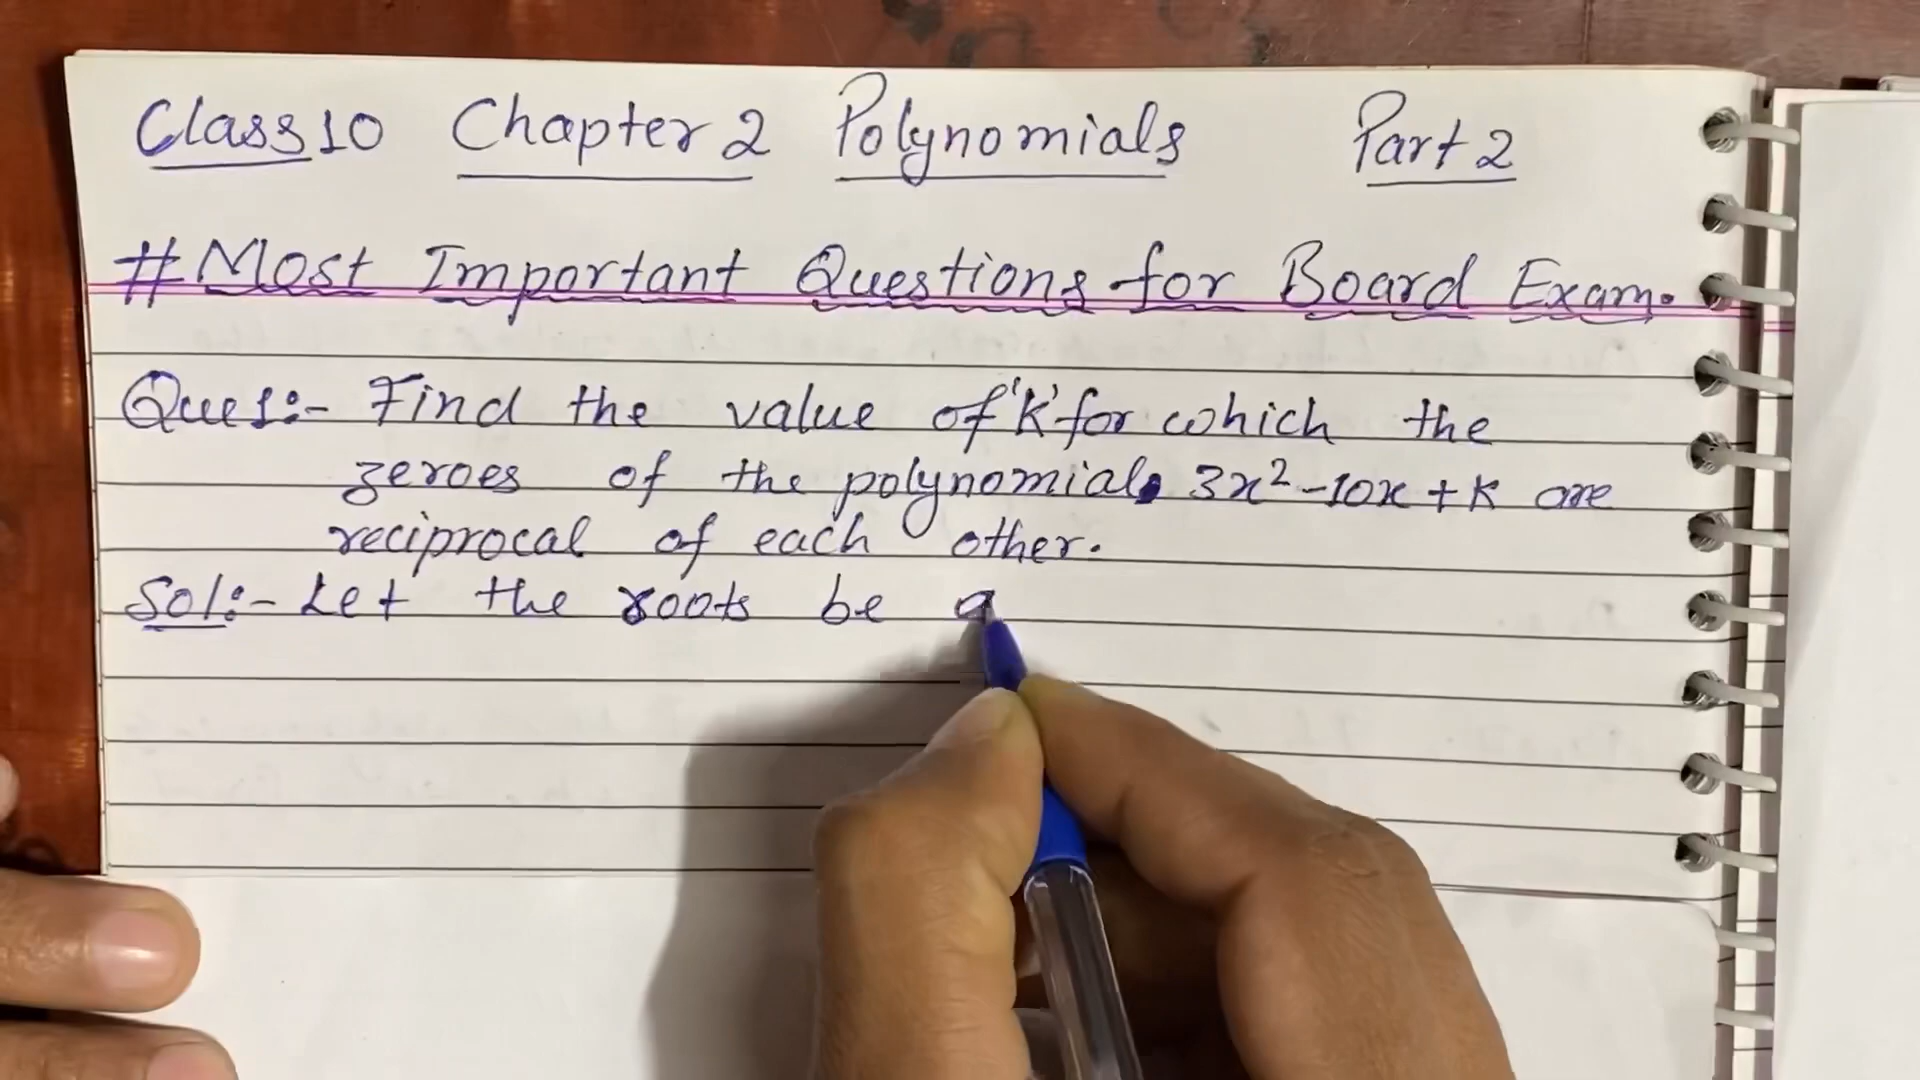 Class 10 Chapter 2 Polynomials Part 2
# Most Important Questions for Board Exam.
Ques1:- Find the value of 'K' for which the
zeroes of the polynomial 3x²-10x+k are
reciprocal of each other.
Sol:- Let the roots be a